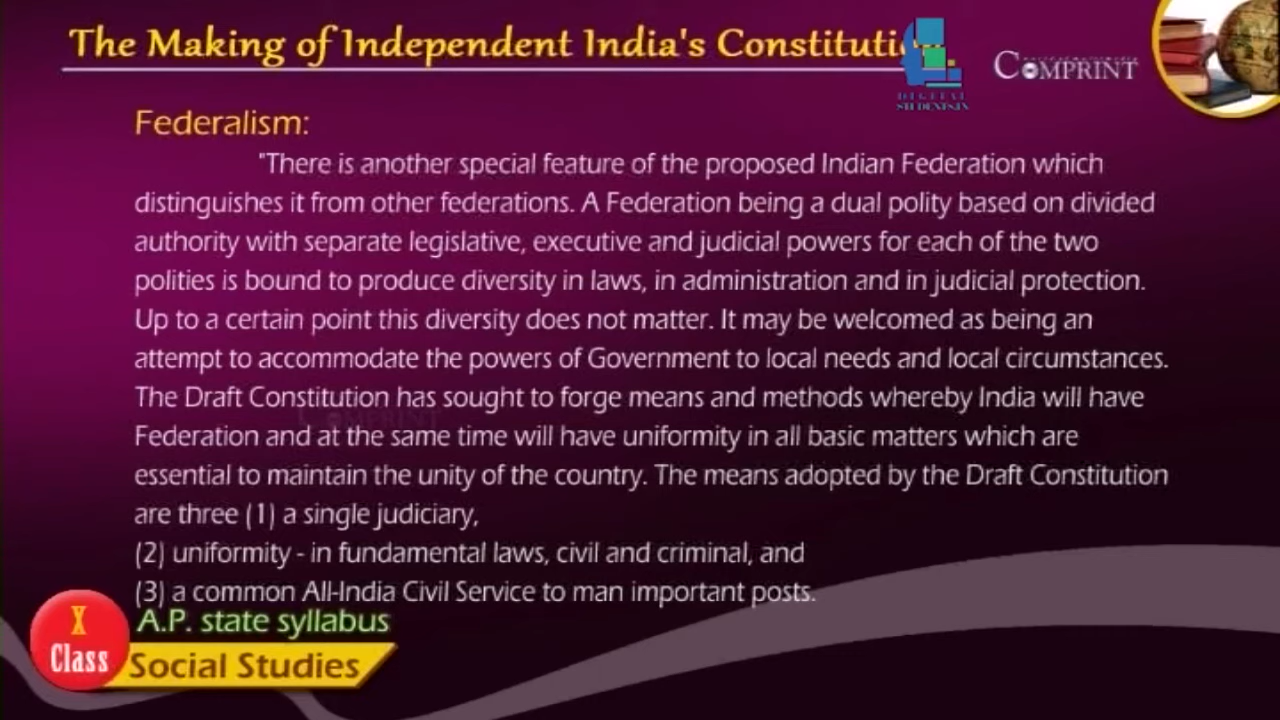 The Making of Independent India's Constituti
COMPRINT
DIGITAL
STUDENTS.IN
Federalism:
"There is another special feature of the proposed Indian Federation which
distinguishes it from other federations. A Federation being a dual polity based on divided
authority with separate legislative, executive and judicial powers for each of the two
polities is bound to produce diversity in laws, in administration and in judicial protection.
Up to a certain point this diversity does not matter. It may be welcomed as being an
attempt to accommodate the powers of Government to local needs and local circumstances.
The Draft Constitution has sought to forge means and methods whereby India will have
Federation and at the same time will have uniformity in all basic matters which are
essential to maintain the unity of the country. The means adopted by the Draft Constitution
are three (1) a single judiciary,
(2) uniformity - in fundamental laws, civil and criminal, and
(3) a common All-India Civil Service to man important posts.
X
Class
A.P. state syllabus
Social Studies